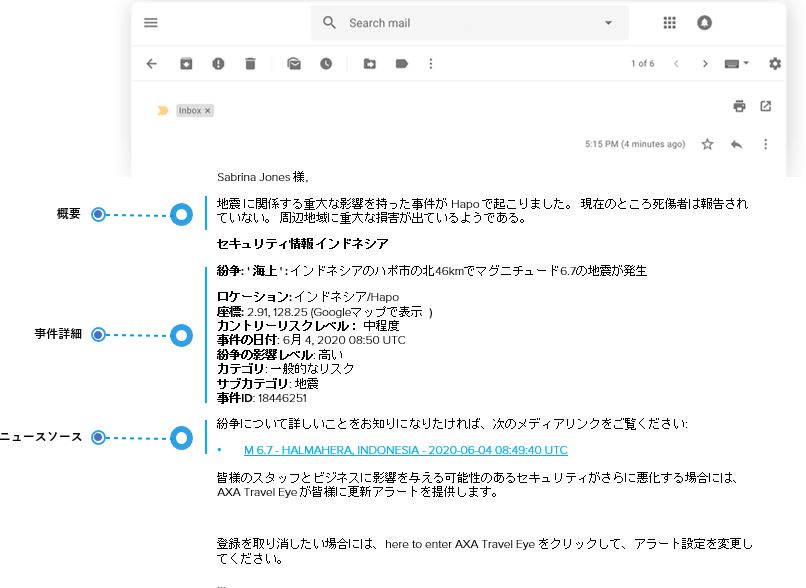 Search mail
1 of 6
Inbox ×
5:15 PM (4 minutes ago)
Sabrina Jones 様,
概要
地震に関係する重大な影響を持った事件が Hapo で起こりました。 現在のところ死傷者は報告され
ていない。 周辺地域に重大な損害が出ているようである。
セキュリティ情報 インドネシア
紛争: ' 海上 ' : インドネシアのハポ市の北46kmでマグニチュード6.7の地震が発生
ロケーション: インドネシア/Hapo
座標: 2.91, 128.25 (Googleマップで表示 )
事件詳細
カントリーリスクレベル： 中程度
事件の日付: 6月 4, 2020 08:50 UTC
紛争の影響レベル: 高い
カテゴリ: 一般的なリスク
サブカテゴリ: 地震
事件ID: 18446251
ニュースソース
紛争について詳しいことをお知りになりたければ、次のメディアリンクをご覧ください:
• M 6.7 - HALMAHERA, INDONESIA - 2020-06-04 08:49:40 UTC
皆様のスタッフとビジネスに影響を与える可能性のあるセキュリティがさらに悪化する場合には、
AXA Travel Eye が皆様に更新アラートを提供します。
登録を取り消したい場合には、here to enter AXA Travel Eye をクリックして、アラート設定を変更し
てください。
...